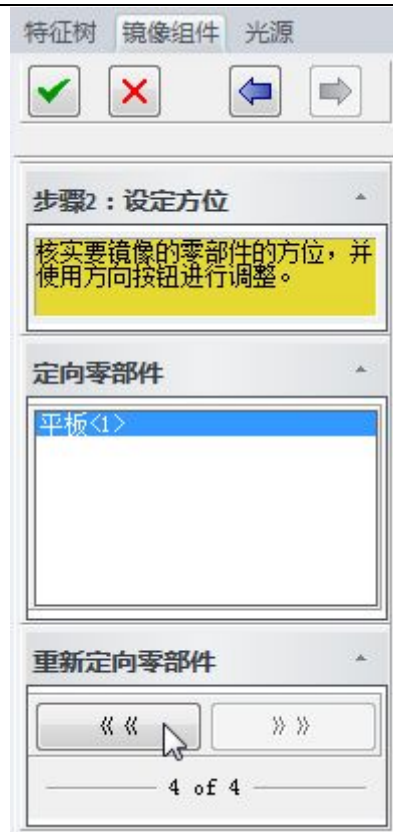 特征树 镜像组件 光源
步骤2：设定方位
核实要镜像的零部件的方位，并
使用方向按钮进行调整。
定向零部件
平板<1>
重新定向零部件
《《 》》
4 of 4